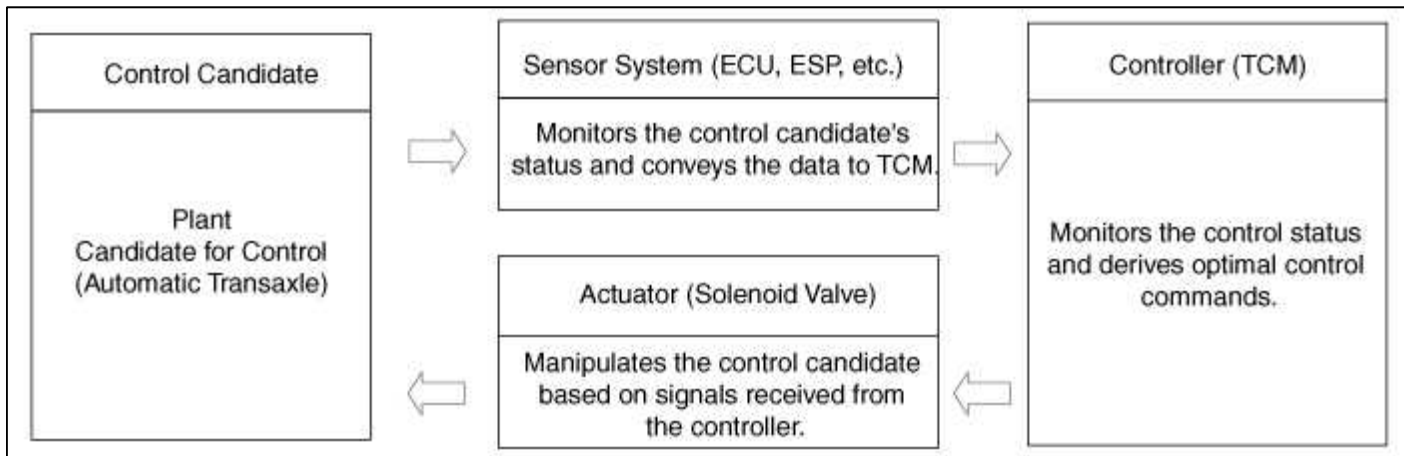 Control Candidate
Plant
Candidate for Control
(Automatic Transaxle)
Sensor System (ECU, ESP, etc.)
Monitors the control candidate's
status and conveys the data to TCM.
Controller (TCM)
Monitors the control status
and derives optimal control
commands.
Actuator (Solenoid Valve)
Manipulates the control candidate
based on signals received from
the controller.